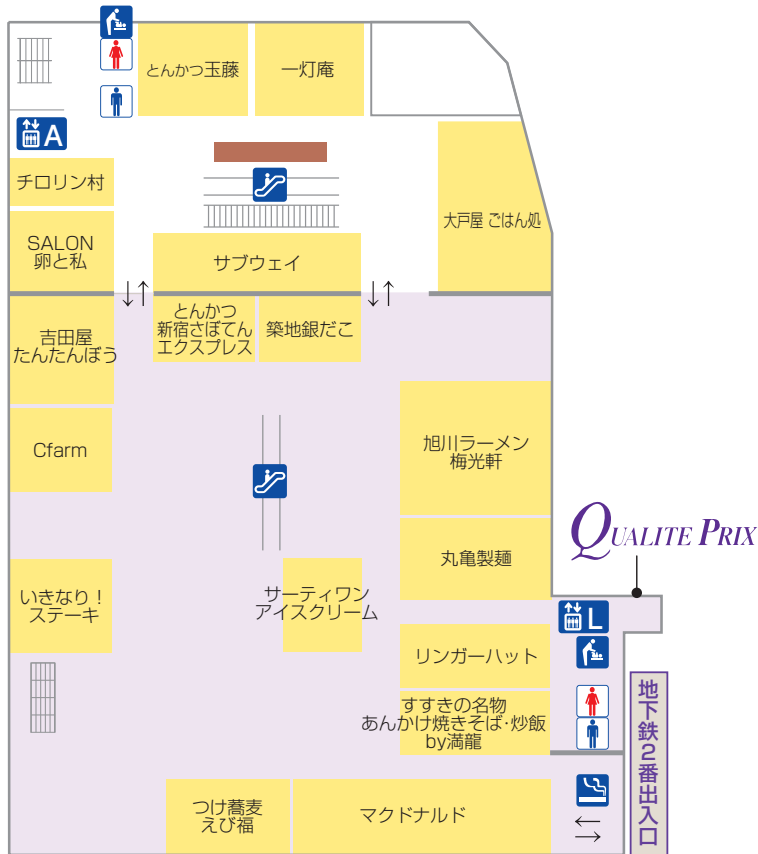 とんかつ玉藤
一灯庵
A
チロリン村
大戸屋 ごはん処
SALON
卵と私
サブウェイ
吉田屋
たんたんぼう
とんかつ
新宿さぼてん
エクスプレス
築地銀だこ
Cfarm
旭川ラーメン
梅光軒
QUALITE PRIX
丸亀製麺
いきなり！
ステーキ
サーティワン
アイスクリーム
L
リンガーハット
すすきの名物
あんかけ焼きそば・炒飯
by満龍
地下鉄2番出入口
つけ蕎麦
えび福
マクドナルド